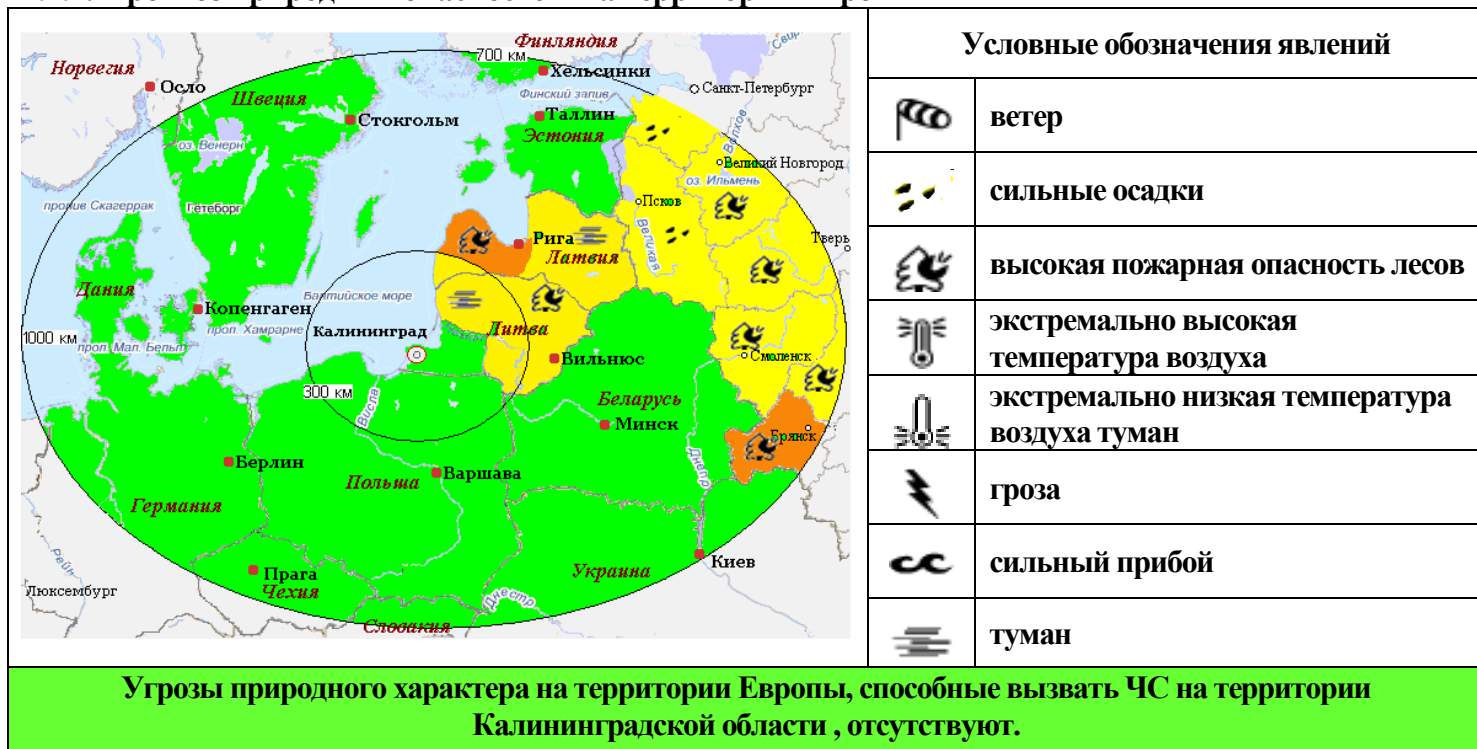 Финляндия
700 км
Хельсинки
Норвегия
Осло
Санкт-Петербург
Финский залив
Швеция
Стокгольм
Таллин
Эстония
Волхов
оз. Венерн
Великий Новгород
оз. Ильмень
Псков
Великая
пролив Скагеррак
Гетеборг
Рига
Латвия
Тверь
Дания
Балтийское море
Копенгаген
прол. Хамрарне
Калининград
Литва
1000 км
прол. Мал. Бельт
Вильнюс
Смоленск
300 км
Висла
Беларусь
Минск
Брянск
Днепр
Берлин
Польша
Варшава
Германия
Рейн
Прага
Чехия
Украина
Киев
Люксембург
Днестр
Словакия
Условные обозначения явлений
ветер
сильные осадки
высокая пожарная опасность лесов
экстремально высокая
температура воздуха
экстремально низкая температура
воздуха туман
гроза
сильный прибой
туман
Угрозы природного характера на территории Европы, способные вызвать ЧС на территории
Калининградской области , отсутствуют.